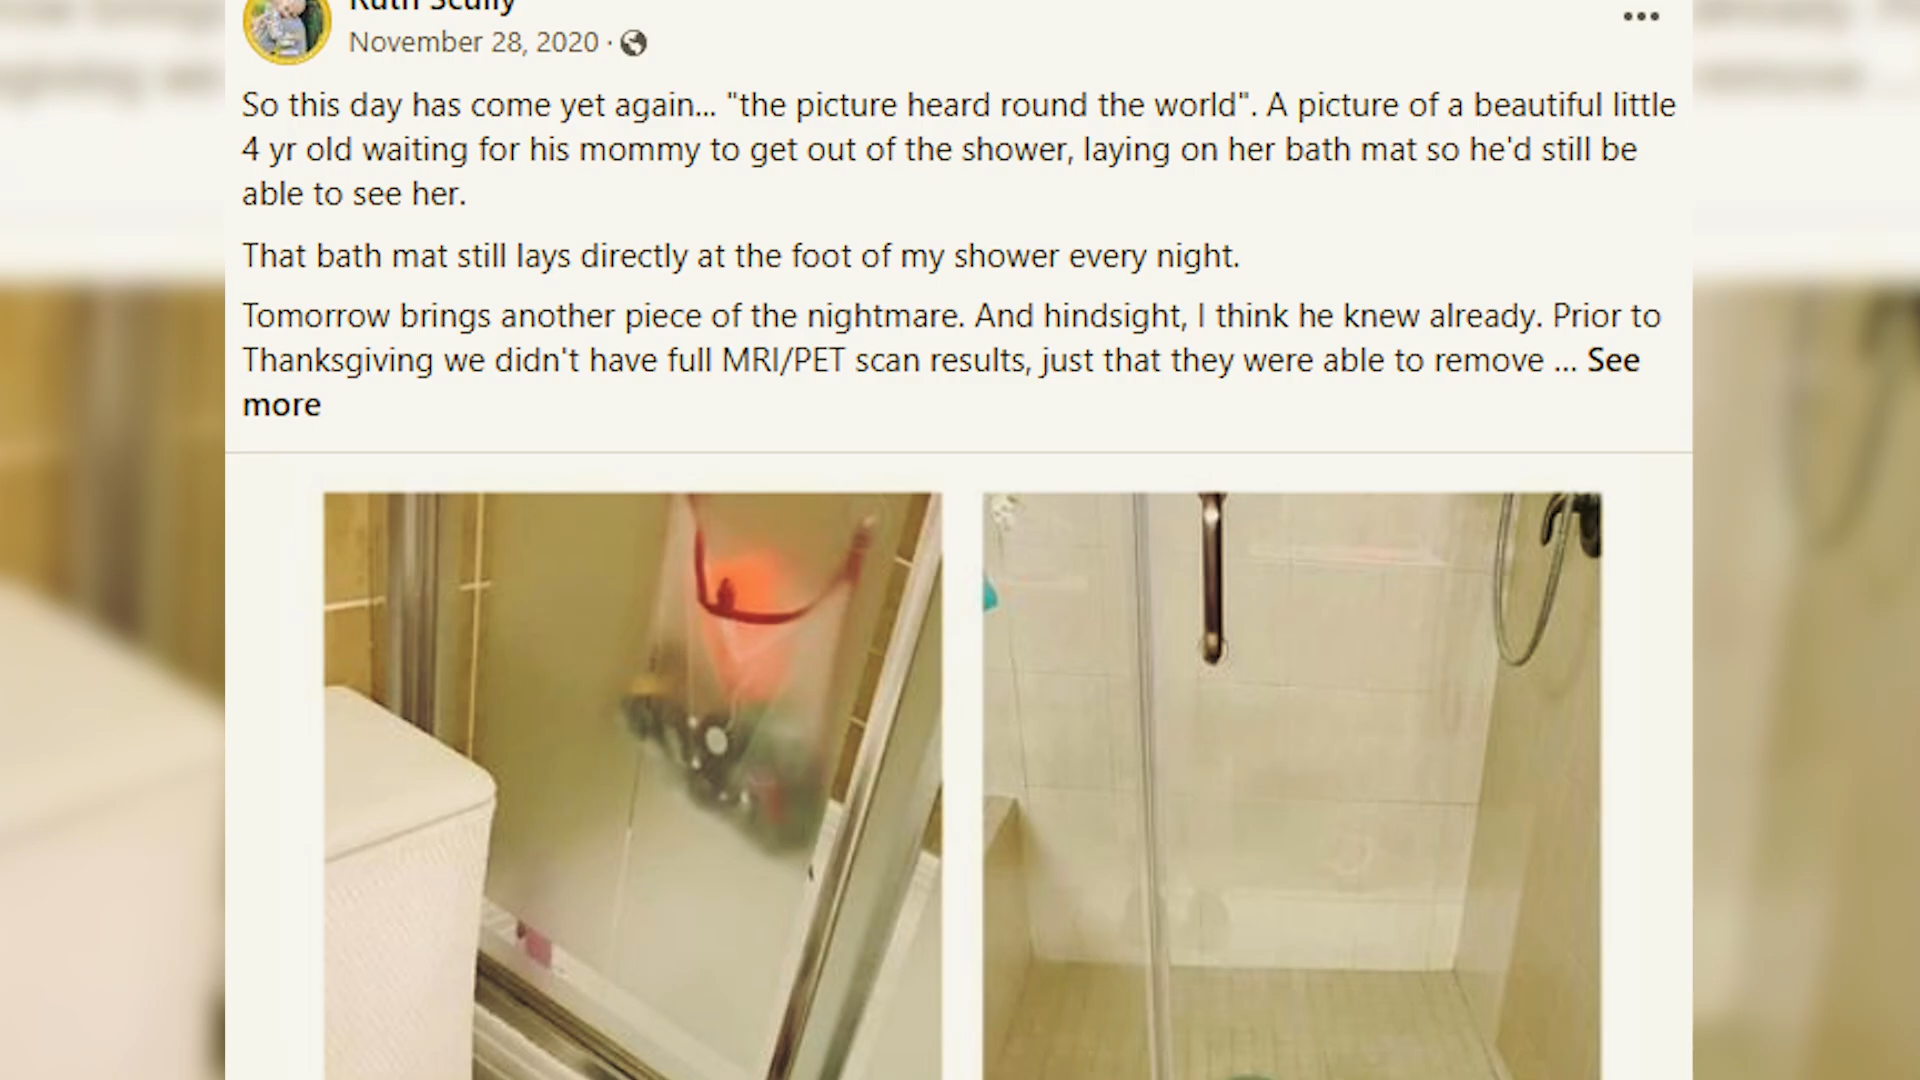 Ruth Scully
November 28, 2020 ·
So this day has come yet again... "the picture heard round the world". A picture of a beautiful little
4 yr old waiting for his mommy to get out of the shower, laying on her bath mat so he'd still be
able to see her.
That bath mat still lays directly at the foot of my shower every night.
Tomorrow brings another piece of the nightmare. And hindsight, I think he knew already. Prior to
Thanksgiving we didn't have full MRI/PET scan results, just that they were able to remove ... See
more